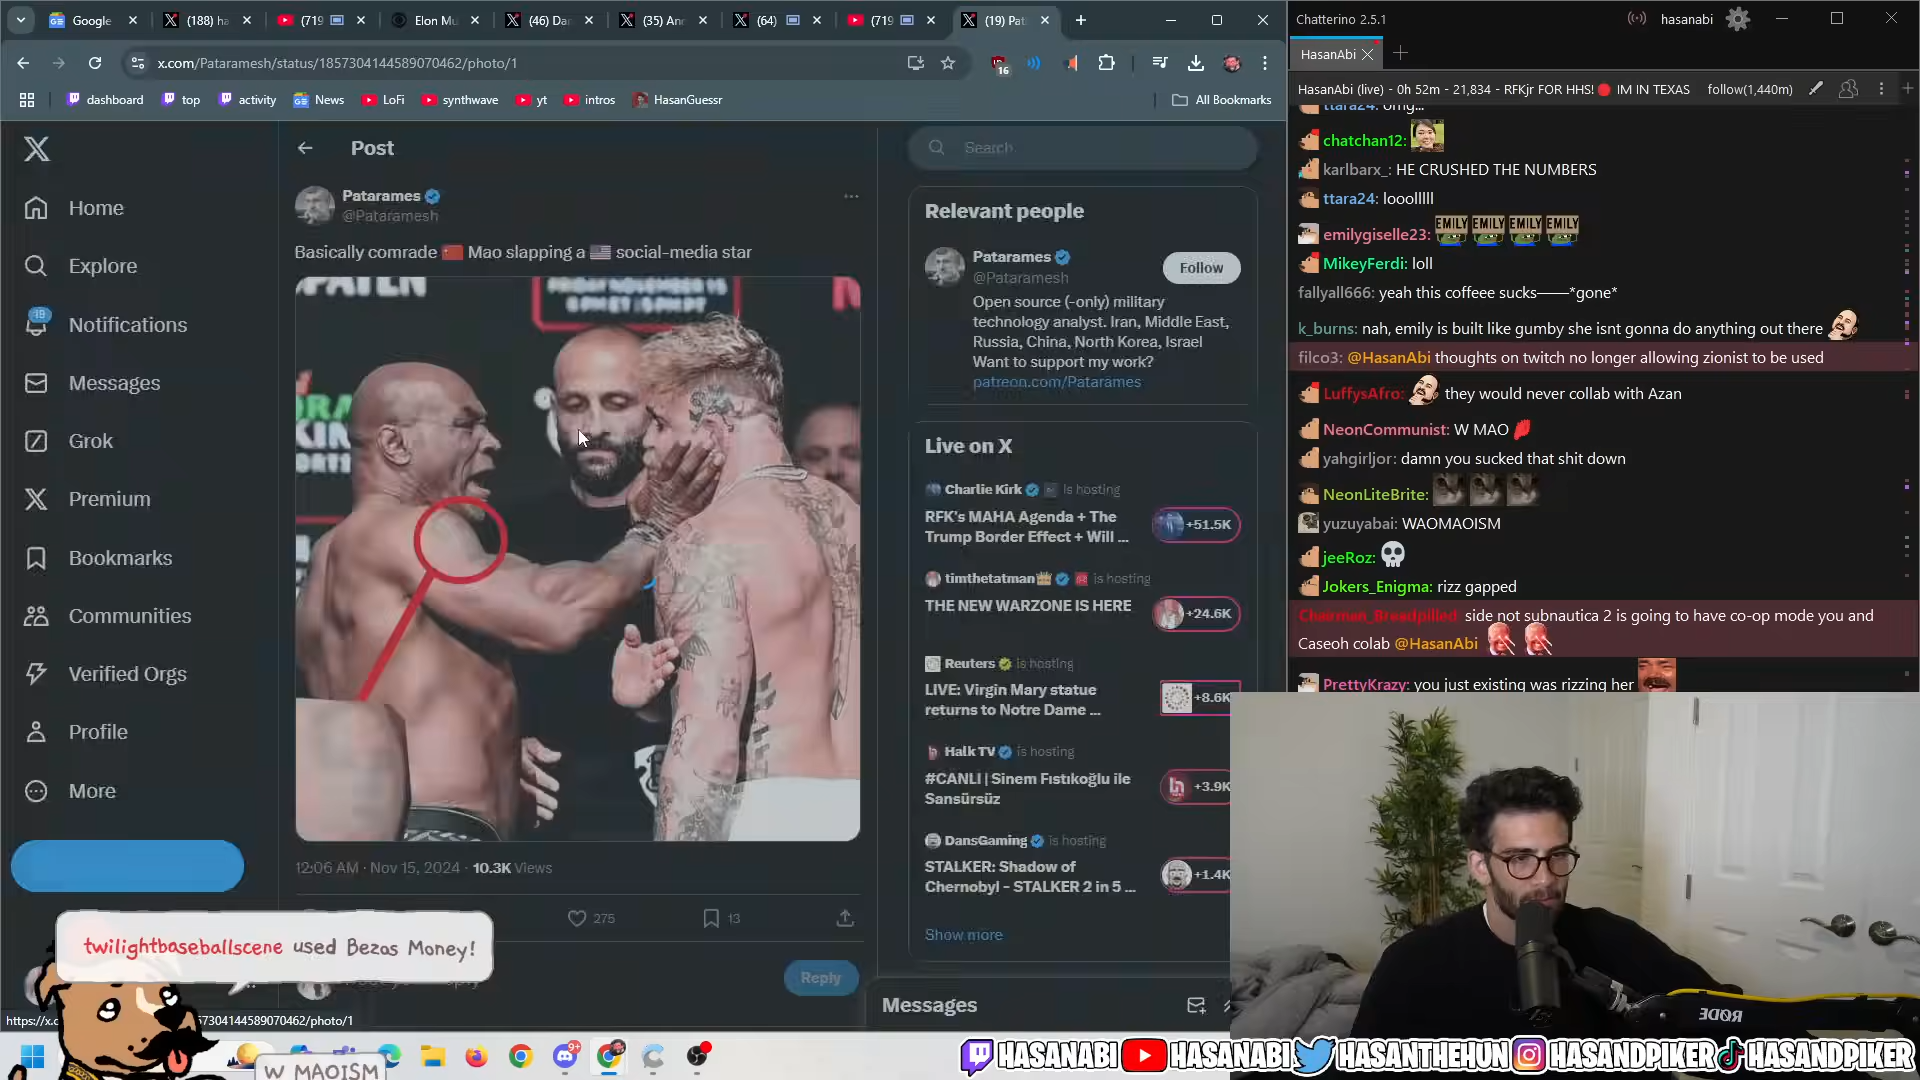 Google
(188) ha
(719
Elon Mu
(46) Dar
(35) Ann
(64)
(719
(19) Pat
x.com/Pataramesh/status/1857304144589070462/photo/1
16
dashboard
top
activity
News
LoFi
synthwave
yt
intros
HasanGuessr
All Bookmarks
Home
Explore
19
Notifications
Messages
Grok
Premium
Bookmarks
Communities
Verified Orgs
Profile
More
Post
Patarames
@Pataramesh
Basically comrade 🇨🇳 Mao slapping a 🇺🇸 social-media star
12:06 AM · Nov 15, 2024 · 10.3K Views
275
13
Reply
Search
Relevant people
Patarames
@Pataramesh
Follow
Open source (-only) military
technology analyst. Iran, Middle East,
Russia, China, North Korea, Israel
Want to support my work?
patreon.com/Patarames
Live on X
Charlie Kirk is hosting
RFK's MAHA Agenda + The
Trump Border Effect + Will ...
+51.5K
timthetatman is hosting
THE NEW WARZONE IS HERE
+24.6K
Reuters is hosting
LIVE: Virgin Mary statue
returns to Notre Dame ...
+8.6K
Halk TV is hosting
#CANLI | Sinem Fıstıkoğlu ile
Sansürsüz
+3.9K
DansGaming is hosting
STALKER: Shadow of
Chernobyl - STALKER 2 in 5 ...
+1.4K
Show more
Messages
twilightbaseballscene used Bezos Money!
W MAOISM
Chatterino 2.5.1
hasanabi
HasanAbi
HasanAbi (live) - 0h 52m - 21,834 - RFKjr FOR HHS! 🔴 IM IN TEXAS
follow(1,440m)
ttara24: omg...
chatchan12:
karlbarx_: HE CRUSHED THE NUMBERS
ttara24: looolllll
emilygiselle23: EMILY EMILY EMILY EMILY
MikeyFerdi: loll
fallyall666: yeah this coffeee sucks——*gone*
k_burns: nah, emily is built like gumby she isnt gonna do anything out there
filco3: @HasanAbi thoughts on twitch no longer allowing zionist to be used
LuffysAfro: they would never collab with Azan
NeonCommunist: W MAO
yahgirljor: damn you sucked that shit down
NeonLiteBrite:
yuzuyabai: WAOMAOISM
jeeRoz: 💀
Jokers_Enigma: rizz gapped
Chairman_Breadpilled: side not subnautica 2 is going to have co-op mode you and
Caseoh colab @HasanAbi
PrettyKrazy: you just existing was rizzing her
RØDE
HASANABI HASANABI HASANTHEHUN HASANDPIKER HASANDPIKER